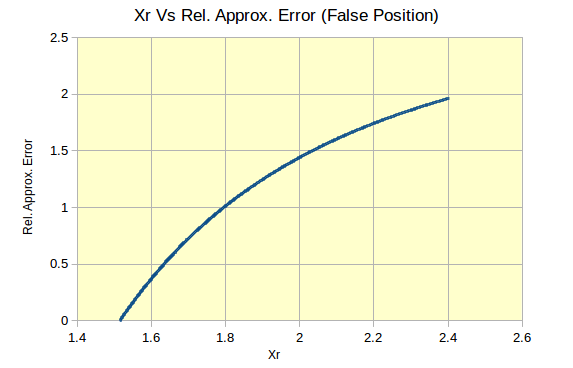 Xr Vs Rel. Approx. Error (False Position)
2.5
2
1.5
1
0.5
0
Rel. Approx. Error
1.4 1.6 1.8 2 2.2 2.4 2.6
Xr